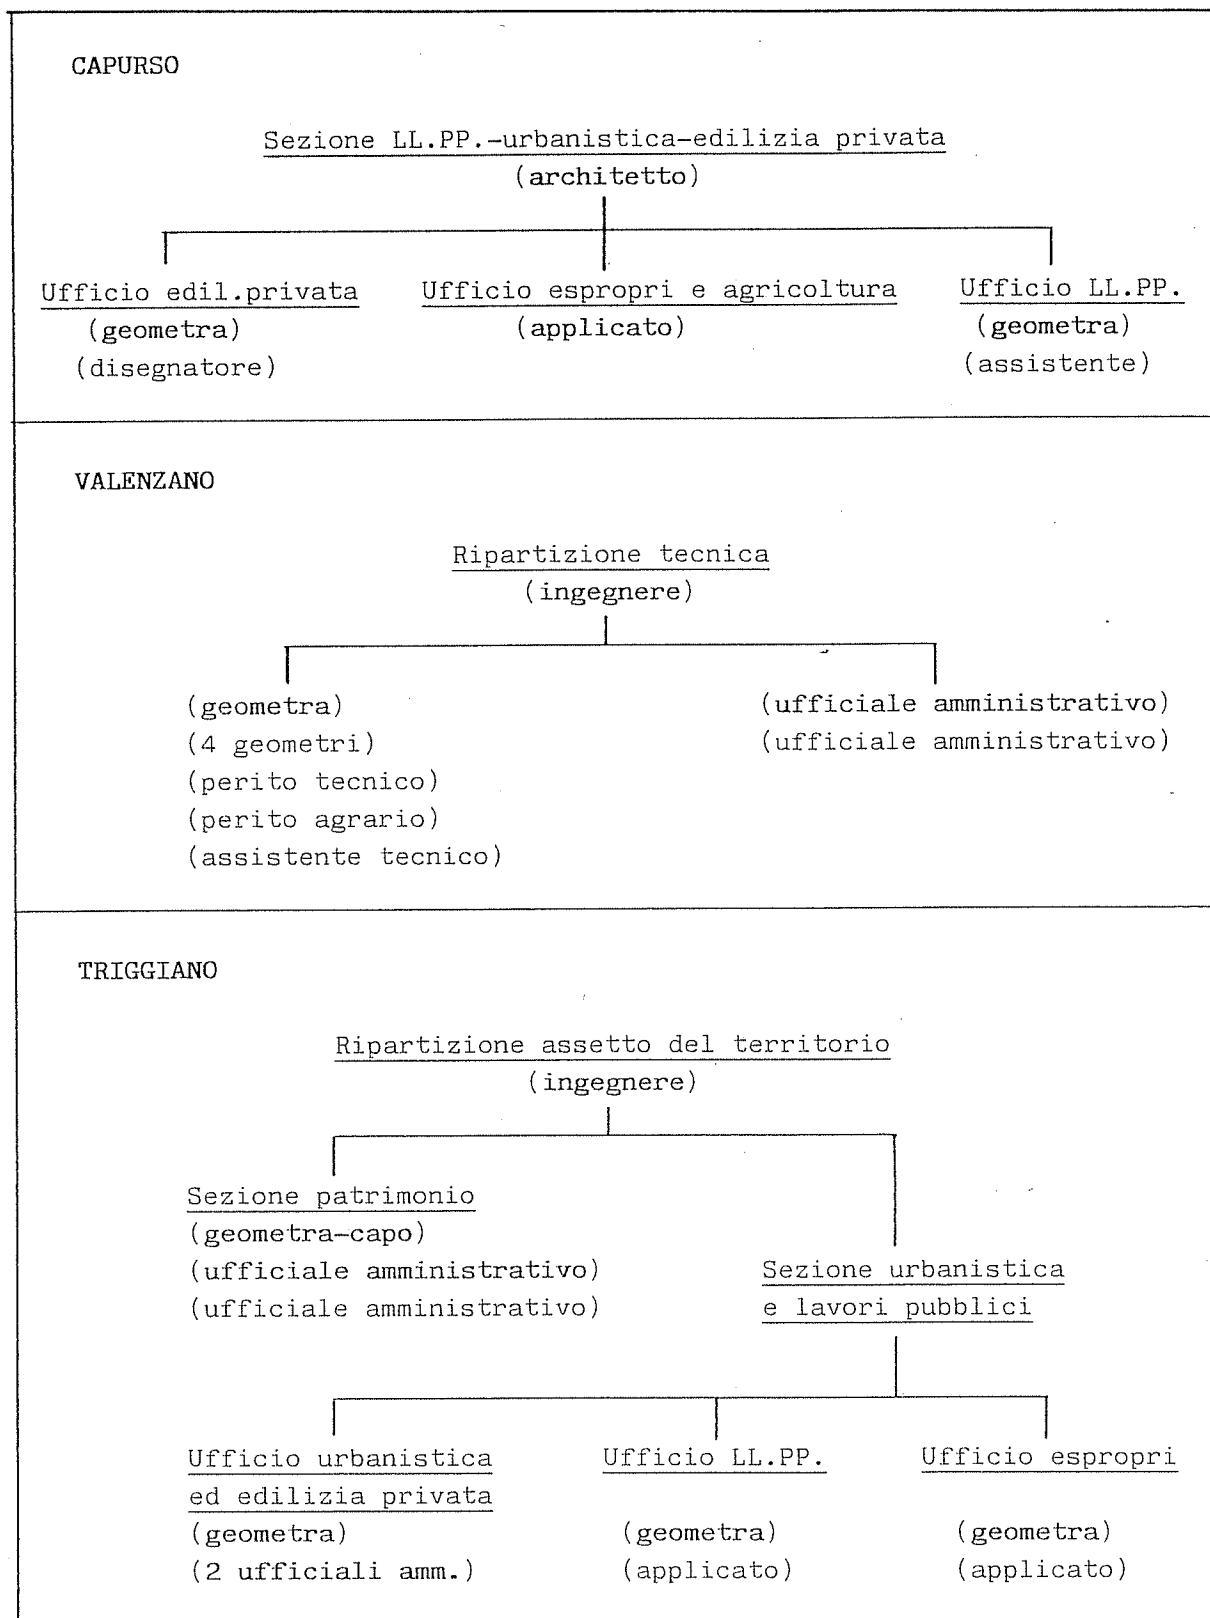 CAPURSO
Sezione LL.PP.-urbanistica-edilizia privata
(architetto)
Ufficio edil.privata
(geometra)
(disegnatore)
Ufficio espropri e agricoltura
(applicato)
Ufficio LL.PP.
(geometra)
(assistente)
VALENZANO
Ripartizione tecnica
(ingegnere)
(geometra)
(4 geometri)
(perito tecnico)
(perito agrario)
(assistente tecnico)
(ufficiale amministrativo)
(ufficiale amministrativo)
TRIGGIANO
Ripartizione assetto del territorio
(ingegnere)
Sezione patrimonio
(geometra-capo)
(ufficiale amministrativo)
(ufficiale amministrativo)
Sezione urbanistica
e lavori pubblici
Ufficio urbanistica
ed edilizia privata
(geometra)
(2 ufficiali amm.)
Ufficio LL.PP.
(geometra)
(applicato)
Ufficio espropri
(geometra)
(applicato)